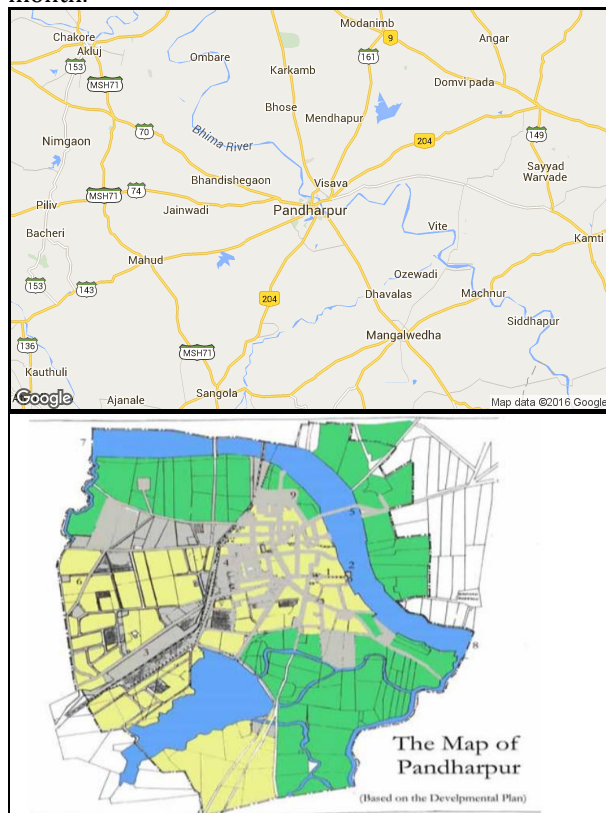 month.
Modanimb
Chakore
9
Angar
Akluj
Ombare
161
153
Karkamb
Domvi pada
MSH71
Bhose
Mendhapur
70
Bhima River
204
149
Nimgaon
Sayyad
Warvade
Bhandishegaon
Visava
74
MSH71
Piliv
Jainwadi
Pandharpur
Bacheri
Vite
Kamti
Mahud
Ozewadi
153
143
204
Dhavalas
Machnur
Siddhapur
Mangalwedha
136
MSH71
Kauthuli
Sangola
Ajanale
Google
Map data ©2016 Google
7
9
5
4
2
1
6
8
3
The Map of
Pandharpur
(Based on the Develpmental Plan)